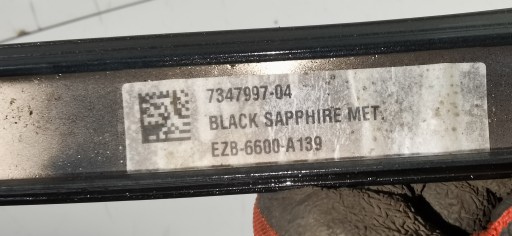 7347997-04
BLACK SAPPHIRE MET.
EZB-6600-A139